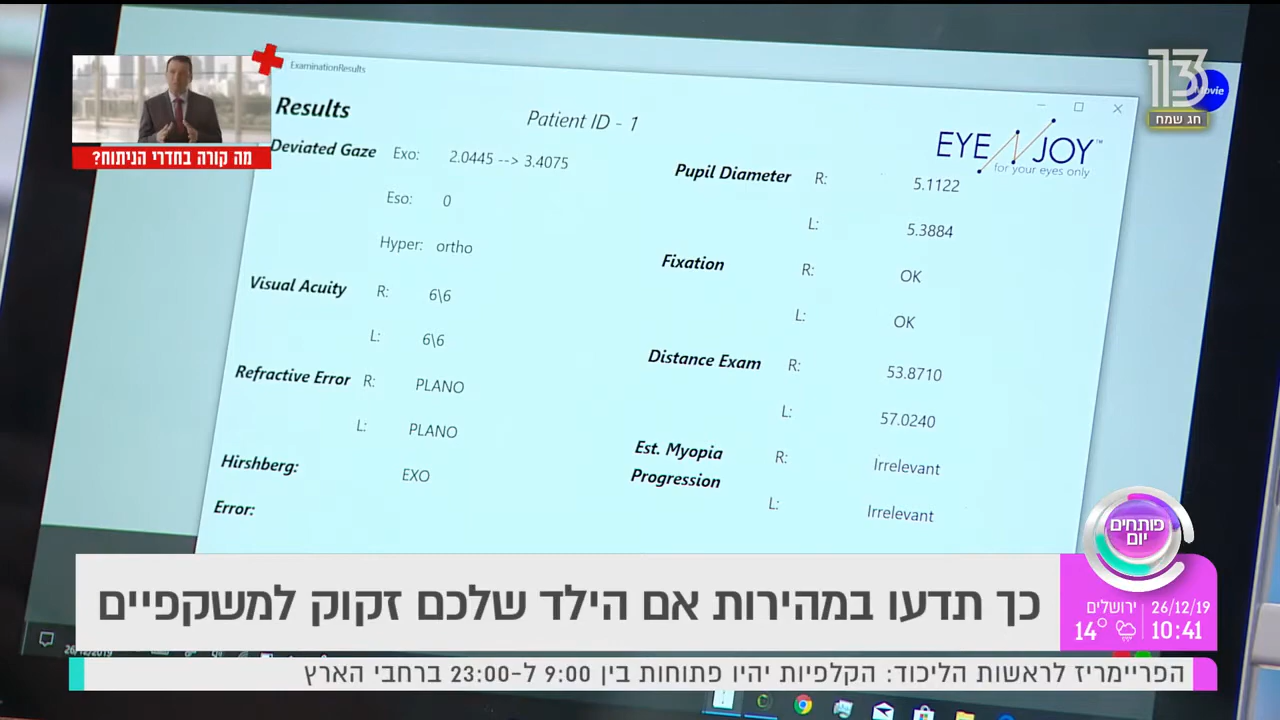 ExaminationResults
Results
Patient ID - 1
EYE N JOY™
for your eyes only
Deviated Gaze Exo: 2.0445 --> 3.4075
Eso: 0
Hyper: ortho
Visual Acuity R: 6\6
L: 6\6
Refractive Error R: PLANO
L: PLANO
Hirshberg: EXO
Error:
Pupil Diameter R: 5.1122
L: 5.3884
Fixation R: OK
L: OK
Distance Exam R: 53.8710
L: 57.0240
Est. Myopia Progression R: Irrelevant
L: Irrelevant
מה קורה בחדרי הניתוח?
13
Movie
חג שמח
פותחים יום
כך תדעו במהירות אם הילד שלכם זקוק למשקפיים
ירושלים 26/12/19
14° 10:41
הפריימריז לראשות הליכוד: הקלפיות יהיו פתוחות בין 9:00 ל-23:00 ברחבי הארץ